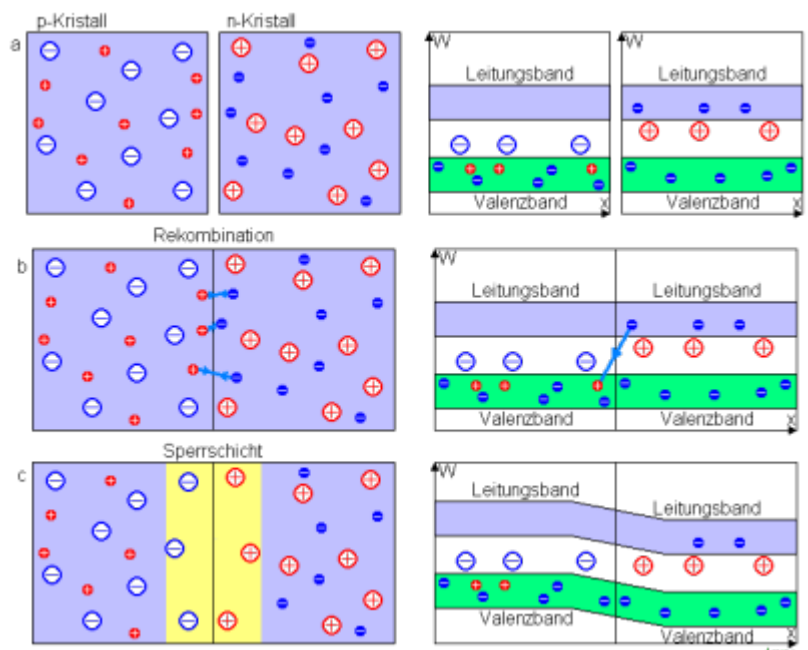 p-Kristall n-Kristall
a
W W
Leitungsband Leitungsband
Valenzband x Valenzband x
Rekombination
b
W
Leitungsband Leitungsband
Valenzband Valenzband x
Sperrschicht
c
W
Leitungsband Leitungsband
Valenzband Valenzband x